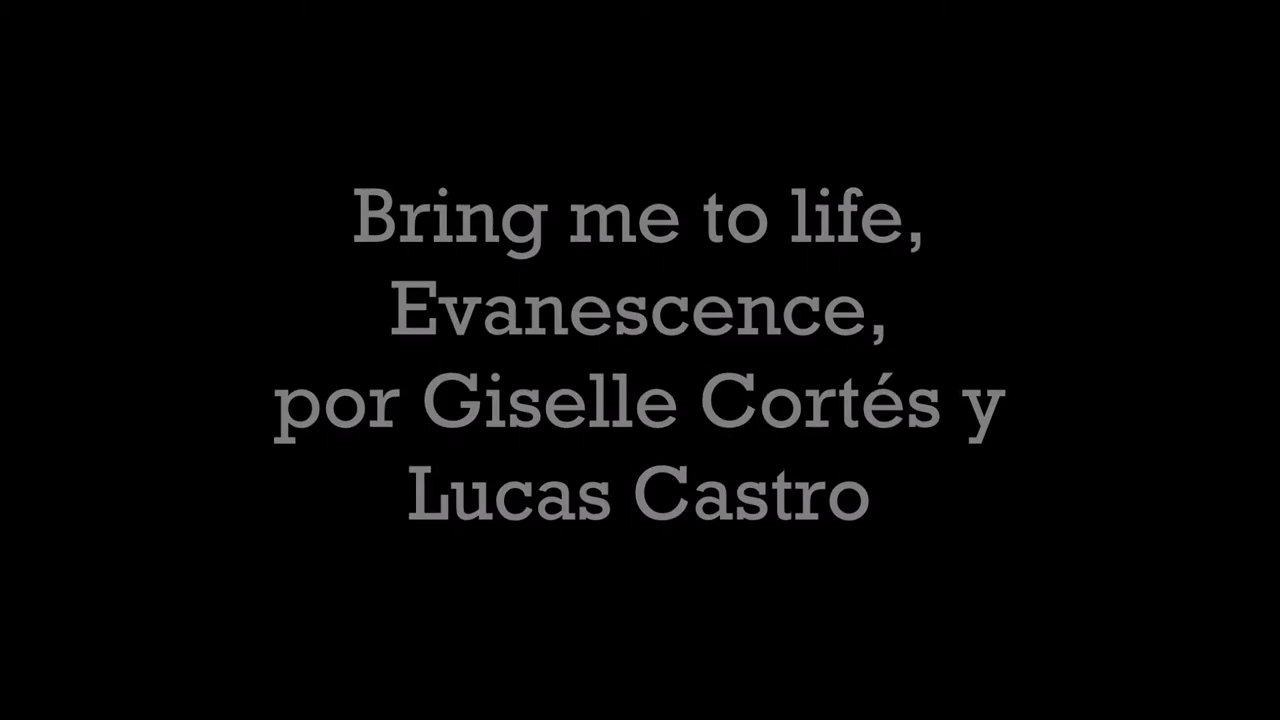 Bring me to life,
Evanescence,
por Giselle Cortés y
Lucas Castro